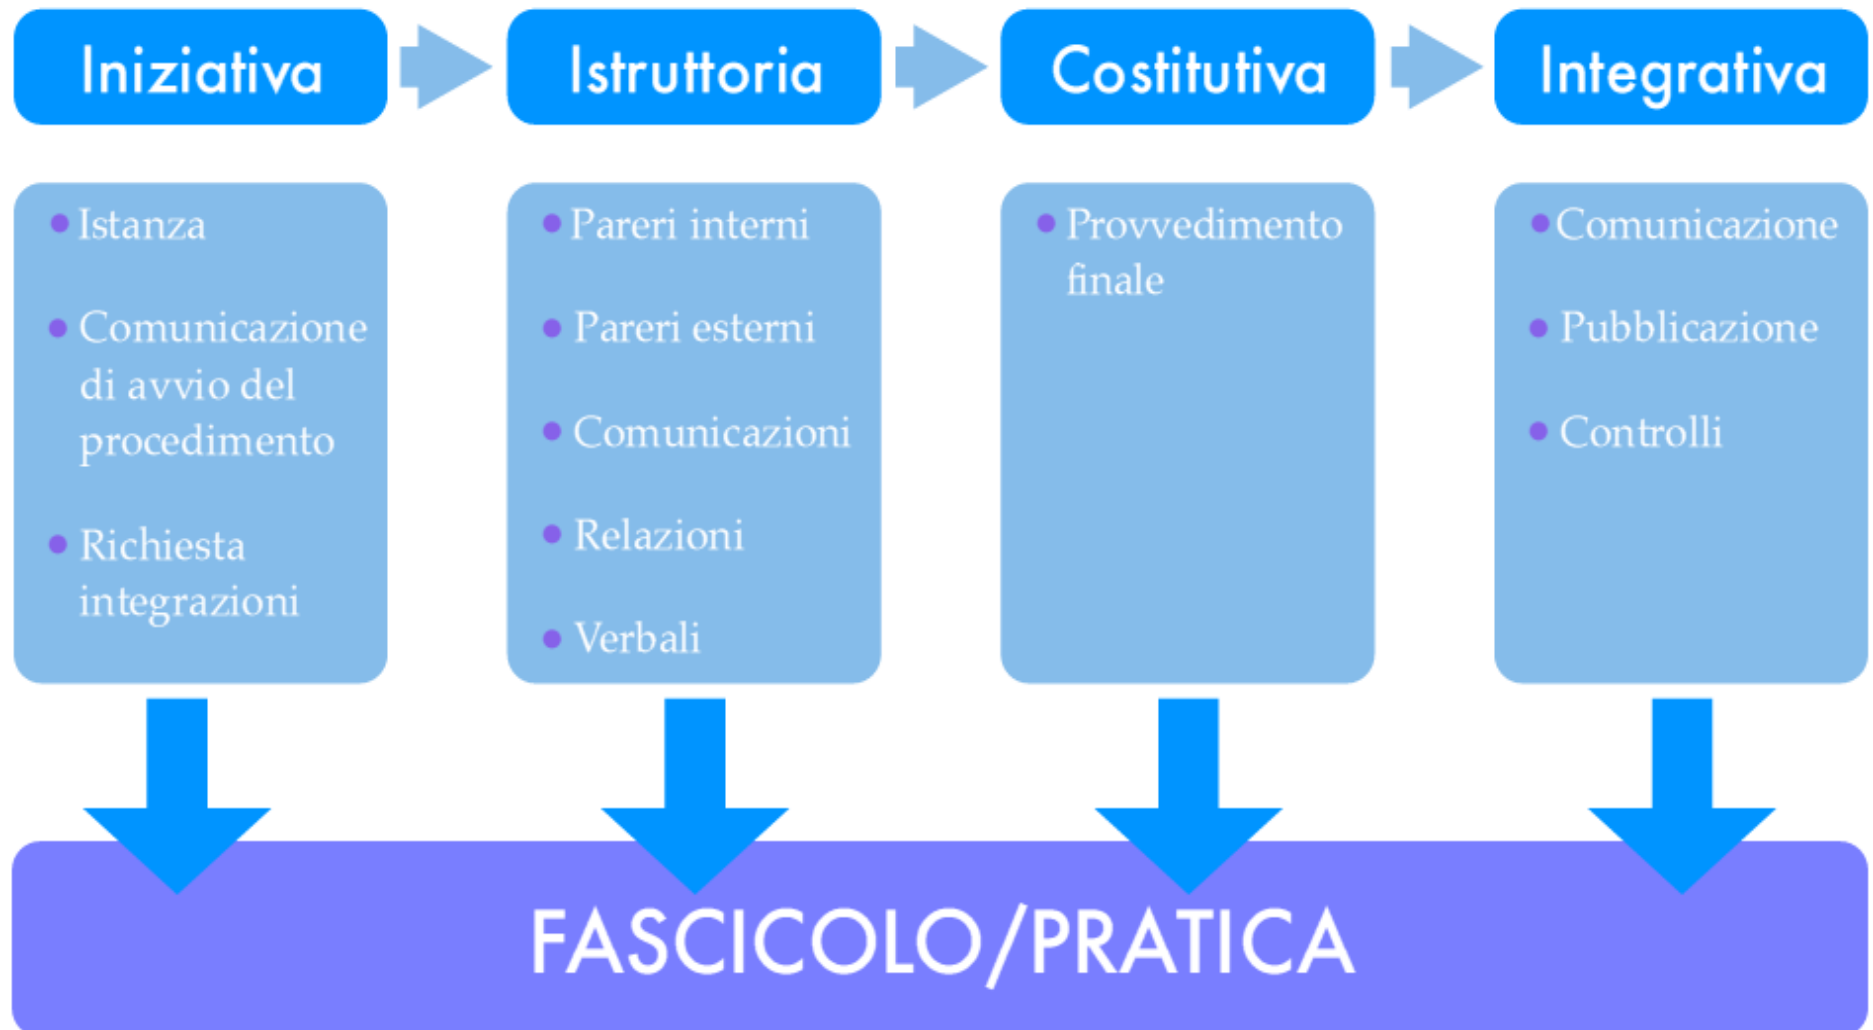 Iniziativa
Istruttoria
Costitutiva
Integrativa
Istanza
Comunicazione
di avvio del
procedimento
Richiesta
integrazioni
Pareri interni
Pareri esterni
Comunicazioni
Relazioni
Verbali
Provvedimento
finale
Comunicazione
Pubblicazione
Controlli
FASCICOLO/PRATICA